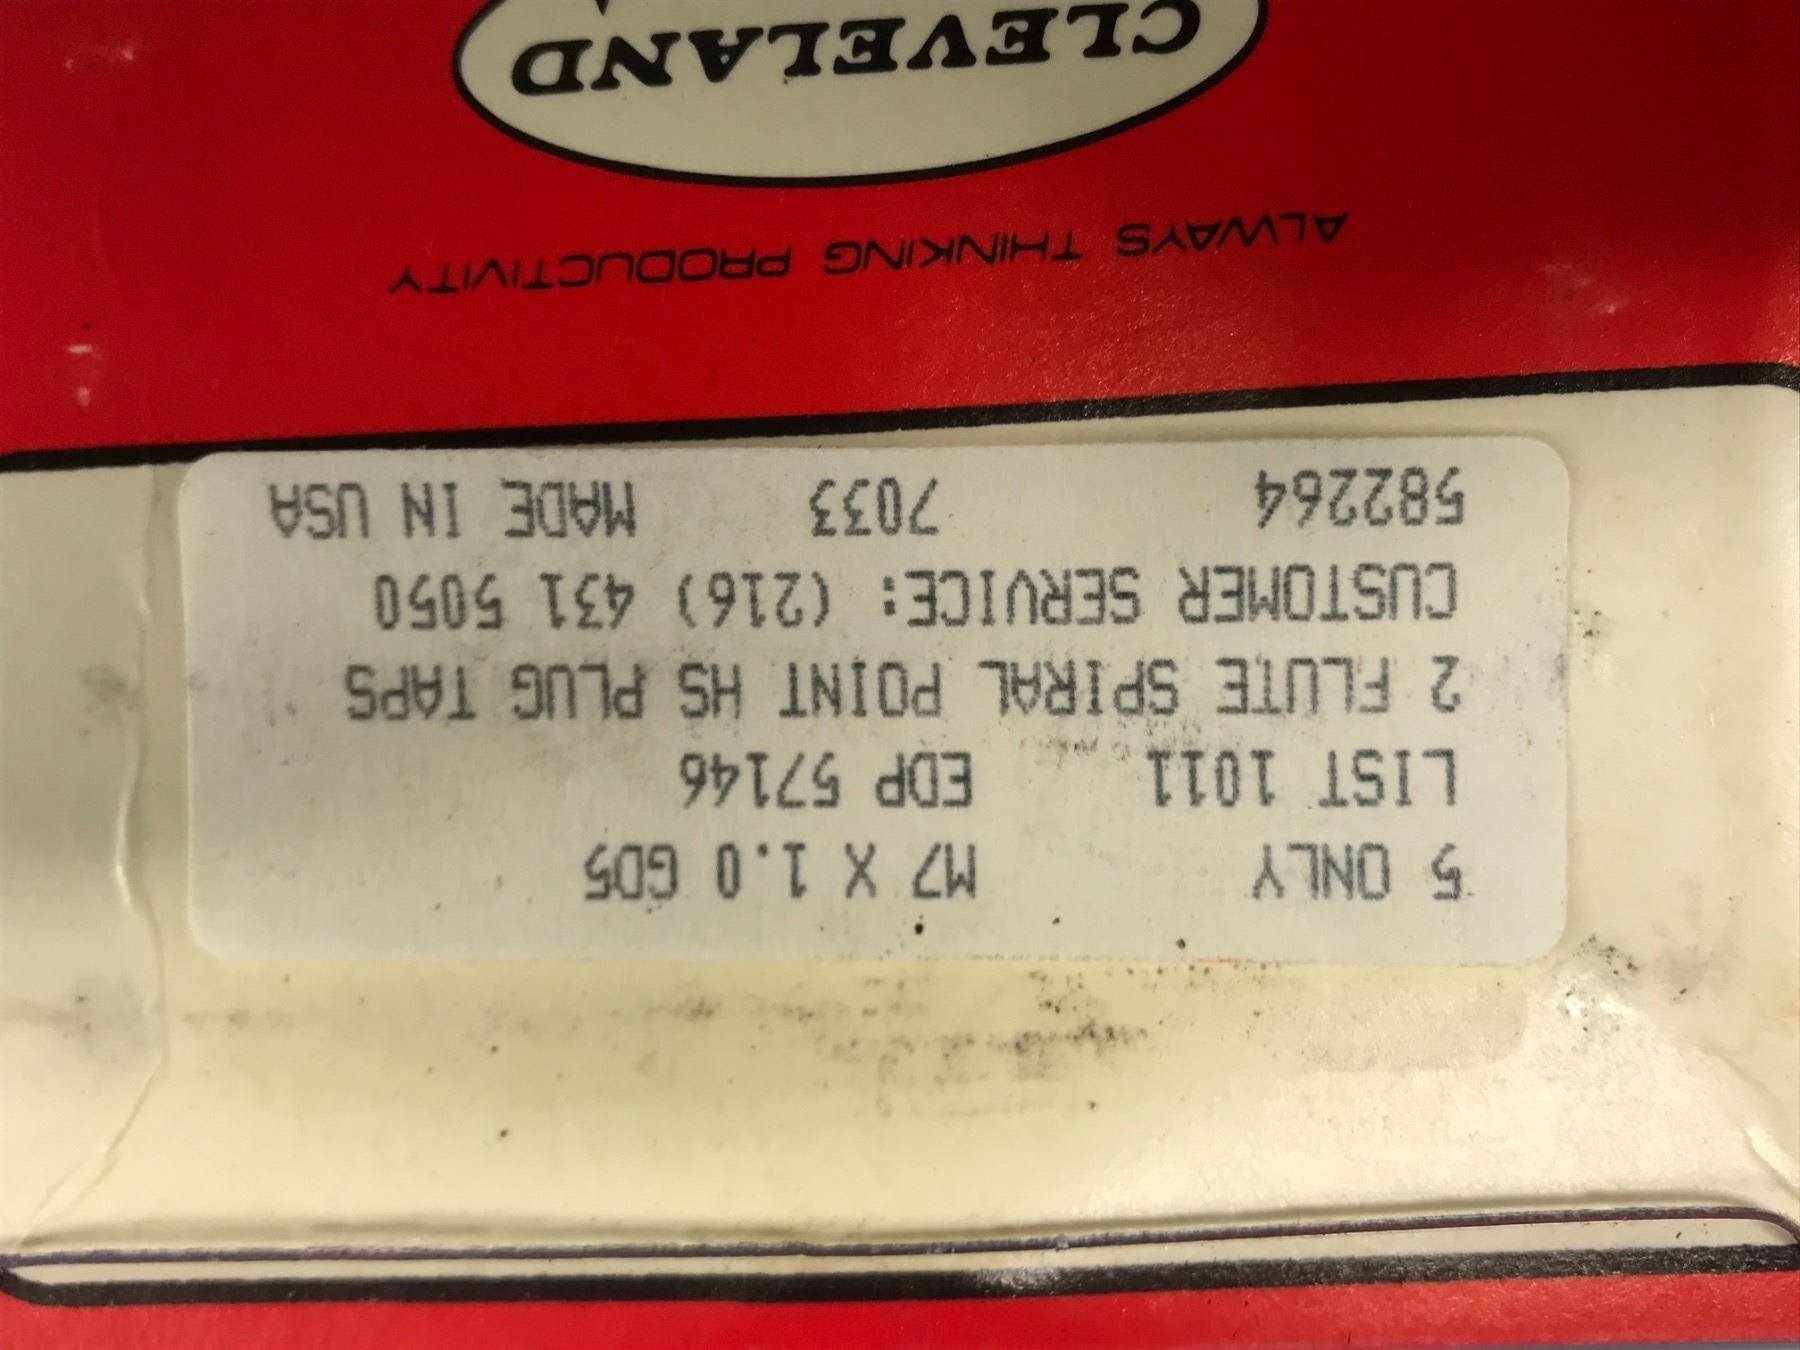 5 ONLY M7 X 1.0 GD5
LIST 1011 EDP 57146
2 FLUTE SPIRAL POINT HS PLUG TAPS
CUSTOMER SERVICE: (216) 431 5050
582264 7033 MADE IN USA
ALWAYS THINKING PRODUCTIVITY
CLEVELAND